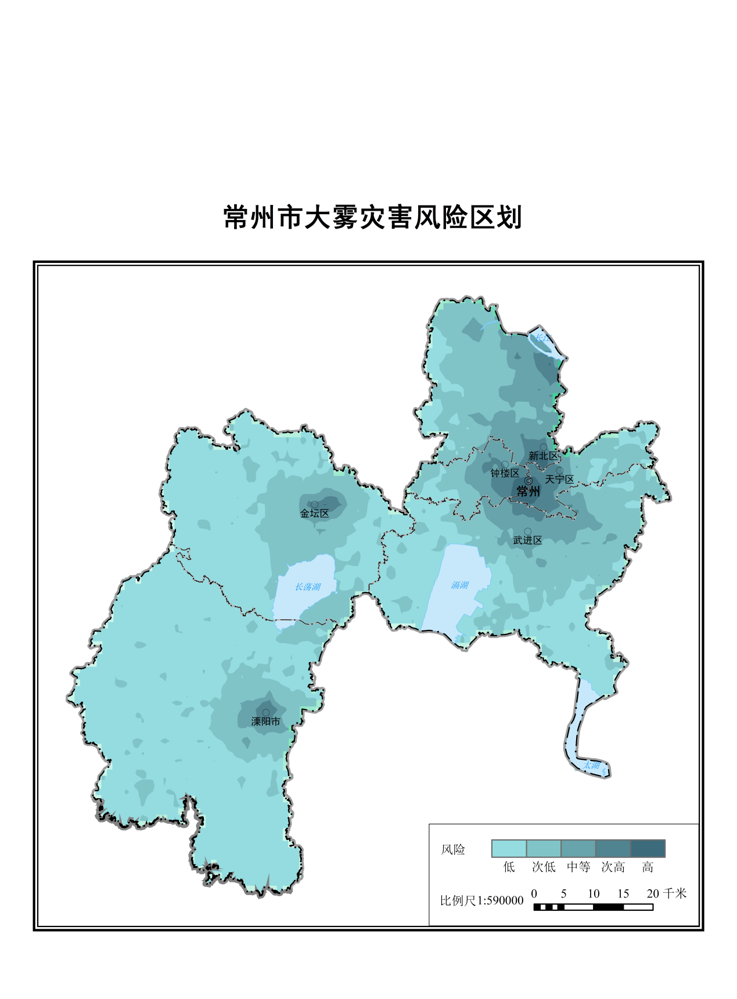 常州市大雾灾害风险区划
长江
新北区
钟楼区
天宁区
常州
金坛区
武进区
长荡湖
滆湖
溧阳市
太湖
风险
低 次低 中等 次高 高
比例尺1:590000 0 5 10 15 20 千米